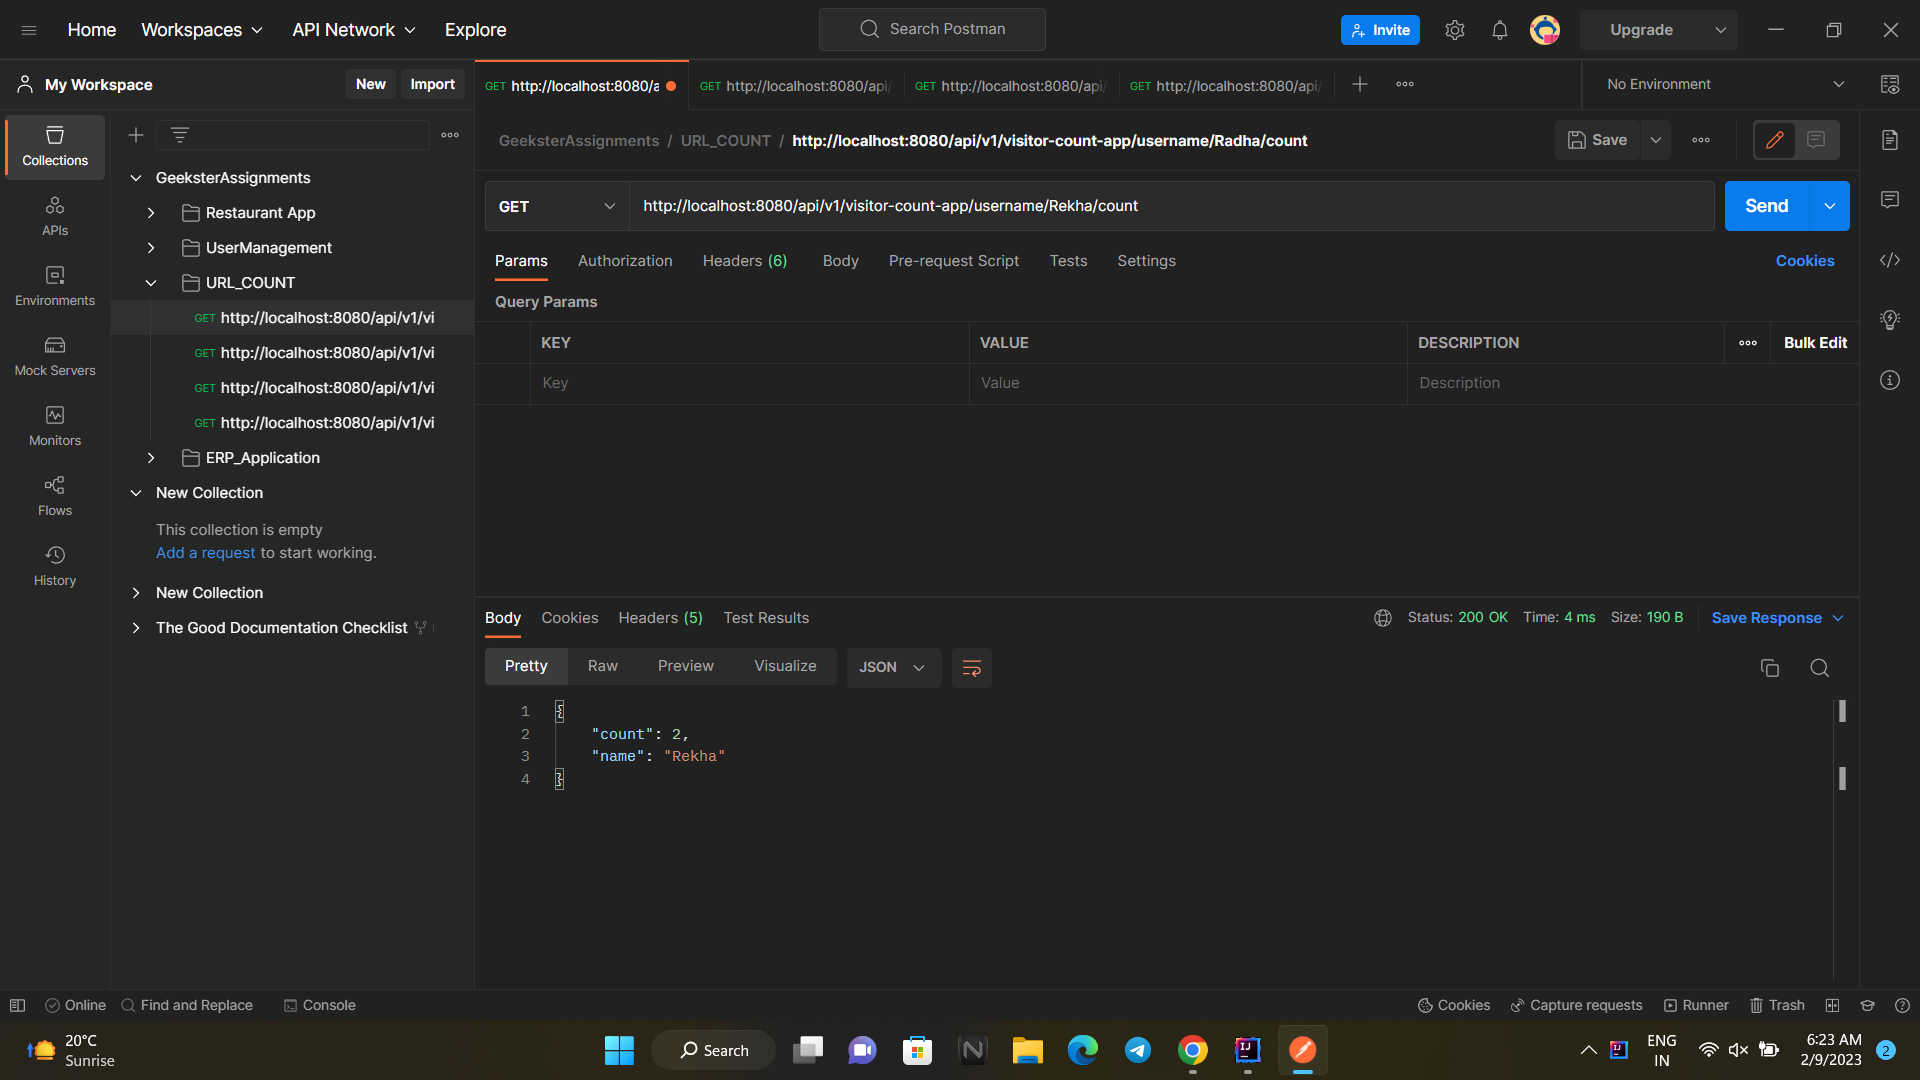 Home Workspaces API Network Explore Search Postman Invite Upgrade
My Workspace New Import
GET http://localhost:8080/a GET http://localhost:8080/api/ GET http://localhost:8080/api/ GET http://localhost:8080/api/ No Environment
Collections
APIs
Environments
Mock Servers
Monitors
Flows
History
GeeksterAssignments
Restaurant App
UserManagement
URL_COUNT
GET http://localhost:8080/api/v1/vi
GET http://localhost:8080/api/v1/vi
GET http://localhost:8080/api/v1/vi
GET http://localhost:8080/api/v1/vi
ERP_Application
New Collection
This collection is empty
Add a request to start working.
New Collection
The Good Documentation Checklist
GeeksterAssignments / URL_COUNT / http://localhost:8080/api/v1/visitor-count-app/username/Radha/count Save
GET http://localhost:8080/api/v1/visitor-count-app/username/Rekha/count Send
Params Authorization Headers (6) Body Pre-request Script Tests Settings Cookies
Query Params
KEY VALUE DESCRIPTION Bulk Edit
Key Value Description
Body Cookies Headers (5) Test Results Status: 200 OK Time: 4 ms Size: 190 B Save Response
Pretty Raw Preview Visualize JSON
1 {
2 "count": 2,
3 "name": "Rekha"
4 }
Online Find and Replace Console Cookies Capture requests Runner Trash
20°C
Sunrise
Search
ENG
IN
6:23 AM
2/9/2023
2